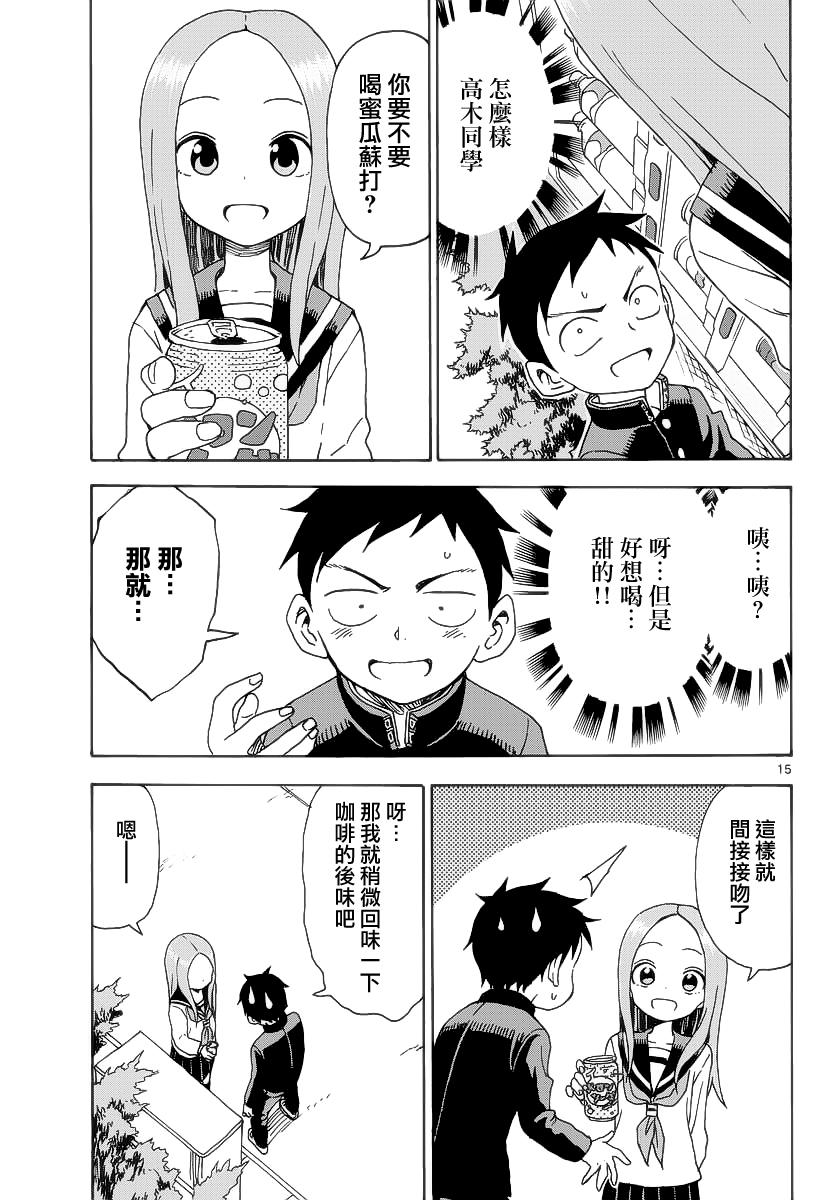 怎麼樣
高木同學
你要不要
喝蜜瓜蘇打?
咦…咦?
呀…但是
好想喝…
甜的!!
那…
那就…
15
這樣就
間接接吻了
呀…
那我就稍微回味一下
咖啡的後味吧
嗯——